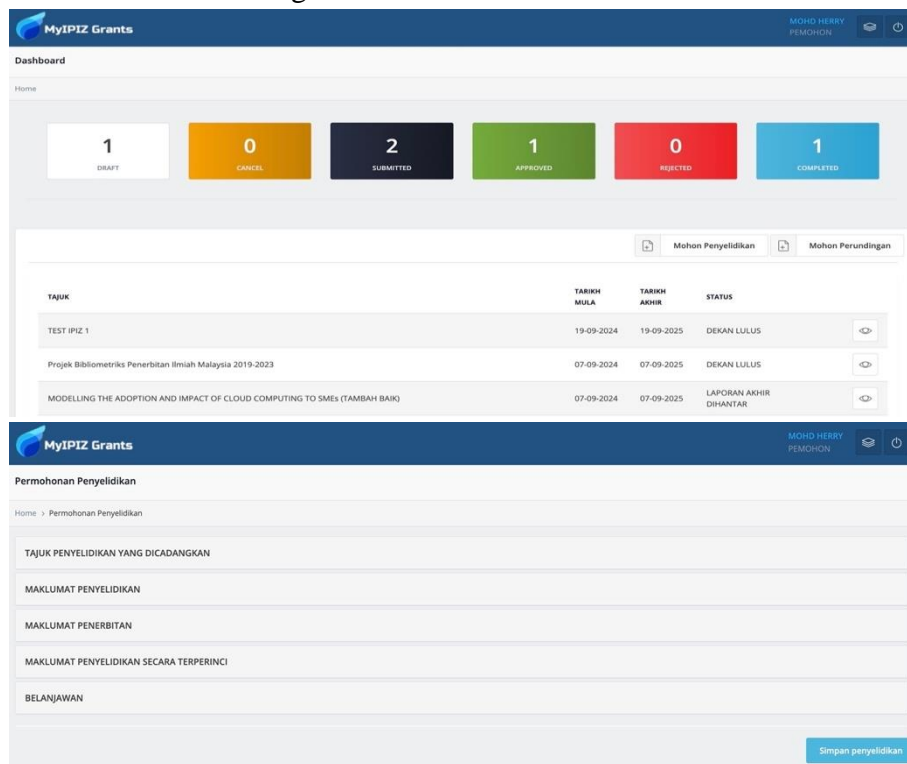 MyIPIZ Grants
MOHD HERRY
PEMOHON
Dashboard
Home
1
DRAFT
0
CANCEL
2
SUBMITTED
1
APPROVED
0
REJECTED
1
COMPLETED
Mohon Penyelidikan
Mohon Perundingan
TAJUK TARIKH MULA TARIKH AKHIR STATUS
TEST IPIZ 1 19-09-2024 19-09-2025 DEKAN LULUS
Projek Bibliometriks Penerbitan Ilmiah Malaysia 2019-2023 07-09-2024 07-09-2025 DEKAN LULUS
MODELLING THE ADOPTION AND IMPACT OF CLOUD COMPUTING TO SMEs (TAMBAH BAIK) 07-09-2024 07-09-2025 LAPORAN AKHIR DIHANTAR
MyIPIZ Grants
MOHD HERRY
PEMOHON
Permohonan Penyelidikan
Home > Permohonan Penyelidikan
TAJUK PENYELIDIKAN YANG DICADANGKAN
MAKLUMAT PENYELIDIKAN
MAKLUMAT PENERBITAN
MAKLUMAT PENYELIDIKAN SECARA TERPERINCI
BELANJAWAN
Simpan penyelidikan